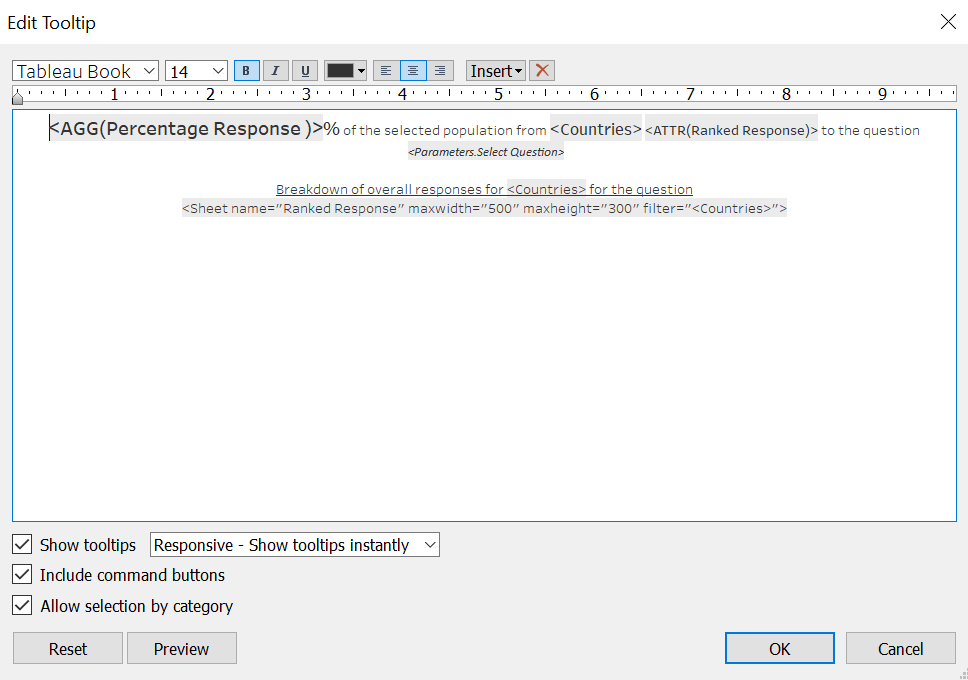 Edit Tooltip
Tableau Book 14 B I U Insert
1 2 3 4 5 6 7 8 9
<AGG(Percentage Response )>% of the selected population from <Countries> <ATTR(Ranked Response)> to the question
<Parameters.Select Question>
Breakdown of overall responses for <Countries> for the question
<Sheet name="Ranked Response" maxwidth="500" maxheight="300" filter="<Countries>">
Show tooltips Responsive - Show tooltips instantly
Include command buttons
Allow selection by category
Reset Preview OK Cancel